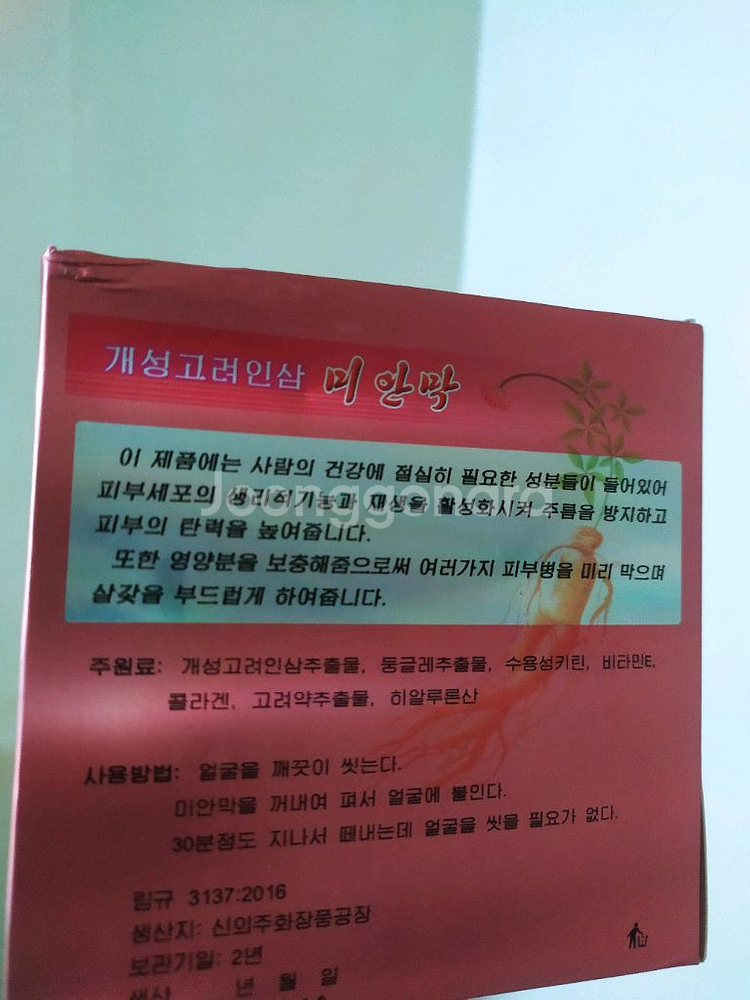 개성고려인삼 미안막
이 제품에는 사람의 건강에 절실히 필요한 성분들이 들어있어
피부세포의 생리적기능과 재생을 활성화시켜 주름을 방지하고
피부의 탄력을 높여줍니다.
또한 영양분을 보충해줌으로써 여러가지 피부병을 미리 막으며
살갗을 부드럽게 하여줍니다.
Joonggonara
주원료: 개성고려인삼추출물, 둥글레추출물, 수용성키틴, 비타민E,
콜라겐, 고려약추출물, 히알루론산
사용방법: 얼굴을 깨끗이 씻는다.
미안막을 꺼내여 펴서 얼굴에 붙인다.
30분정도 지나서 떼내는데 얼굴을 씻을 필요가 없다.
림규 3137:2016
생산지: 신의주화장품공장
보관기일: 2년
생산 년 월 일